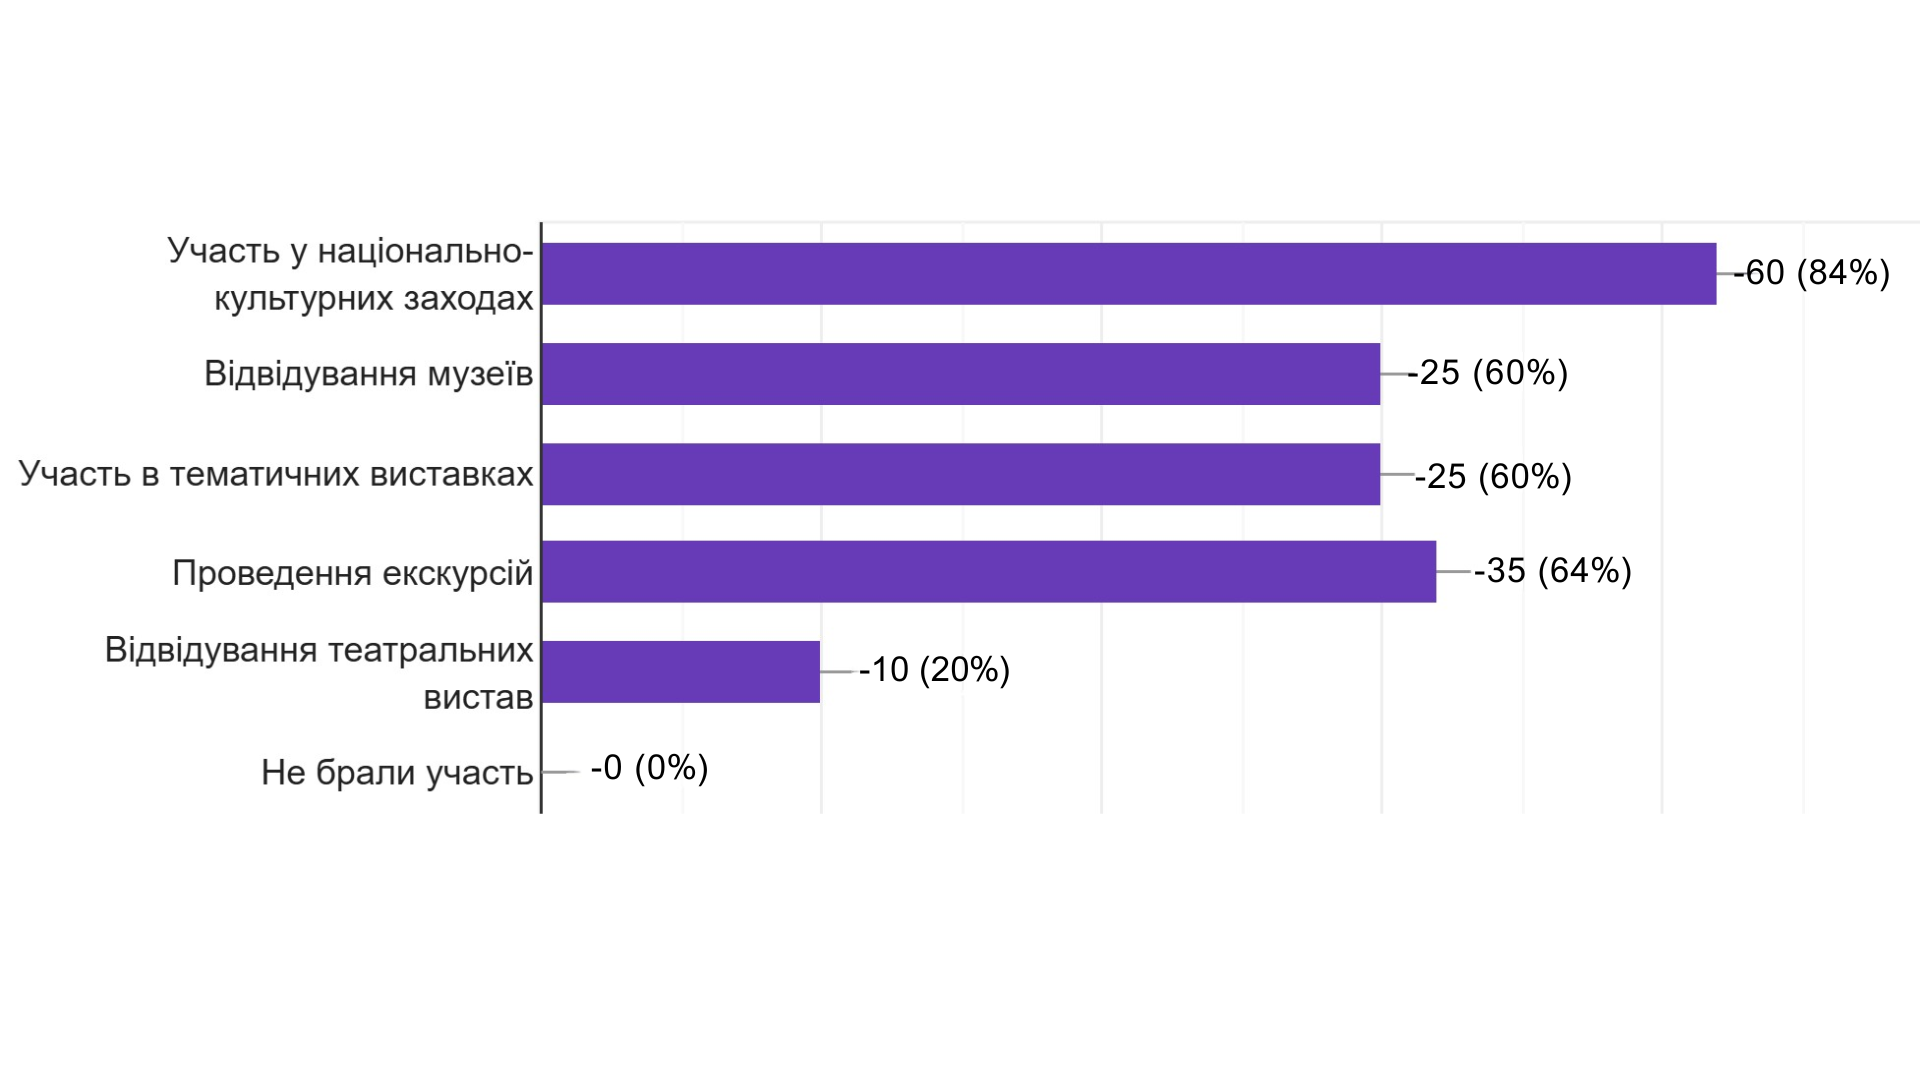 Участь у національно-
культурних заходах
-60 (84%)
Відвідування музеїв
-25 (60%)
Участь в тематичних виставках
-25 (60%)
Проведення екскурсій
-35 (64%)
Відвідування театральних
вистав
-10 (20%)
Не брали участь
-0 (0%)